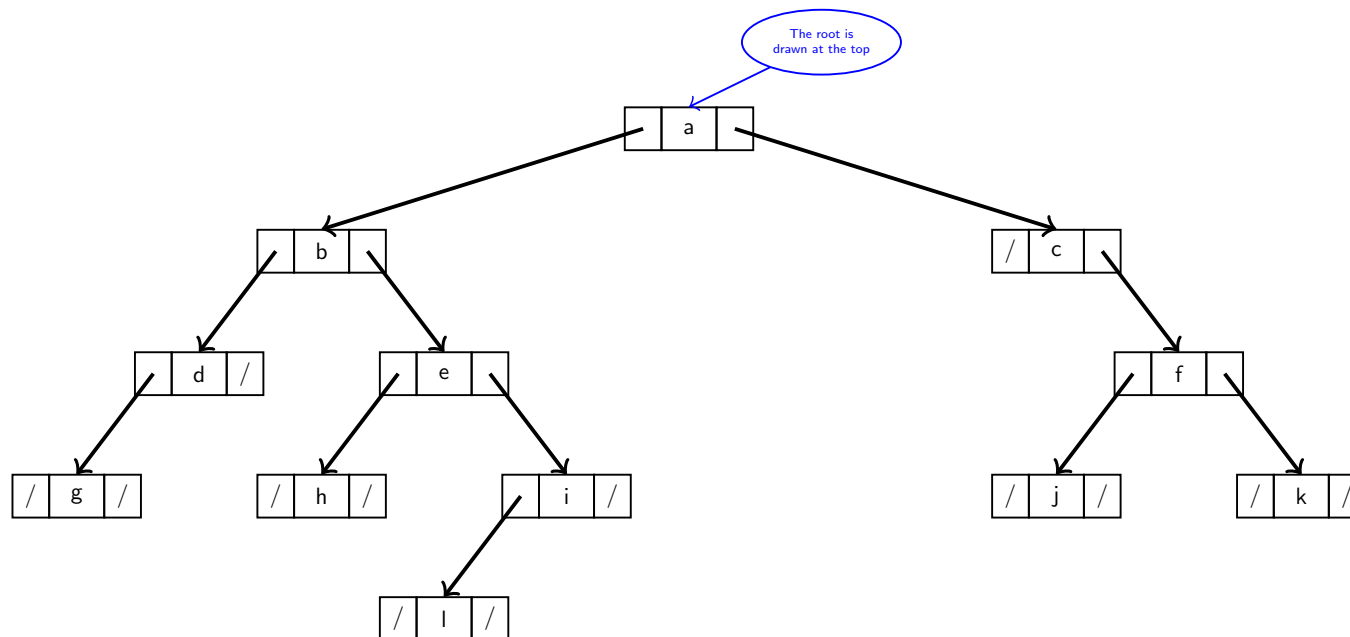 The root is
drawn at the top
a
b
/ c
d /
e
f
/ g /
/ h /
i /
/ j /
/ k /
/ l /